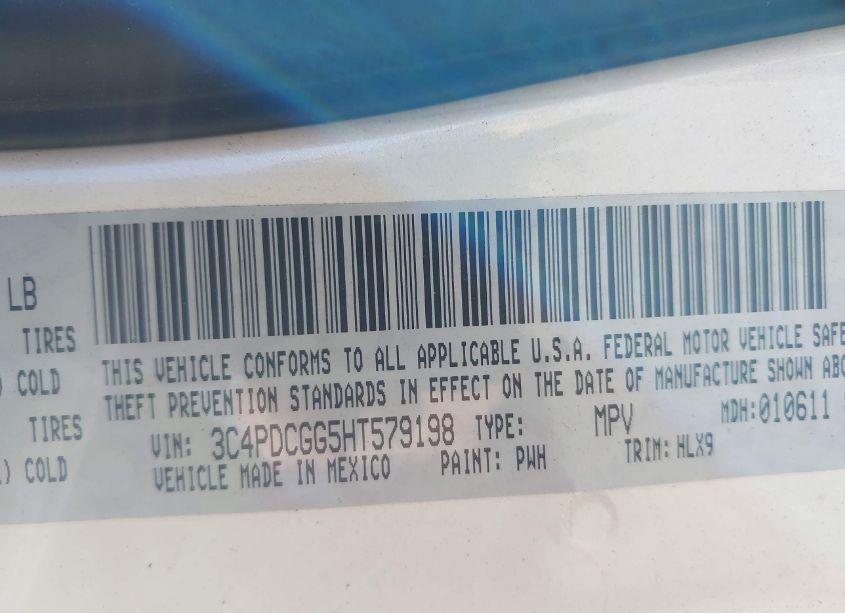 LB
TIRES
) COLD
TIRES
) COLD
THIS VEHICLE CONFORMS TO ALL APPLICABLE U.S.A. FEDERAL MOTOR VEHICLE SAFE
THEFT PREVENTION STANDARDS IN EFFECT ON THE DATE OF MANUFACTURE SHOWN ABO
VIN: 3C4PDCGG5HT579198 TYPE: MPV MDH:010611
VEHICLE MADE IN MEXICO PAINT: PWH TRIM: HLX9